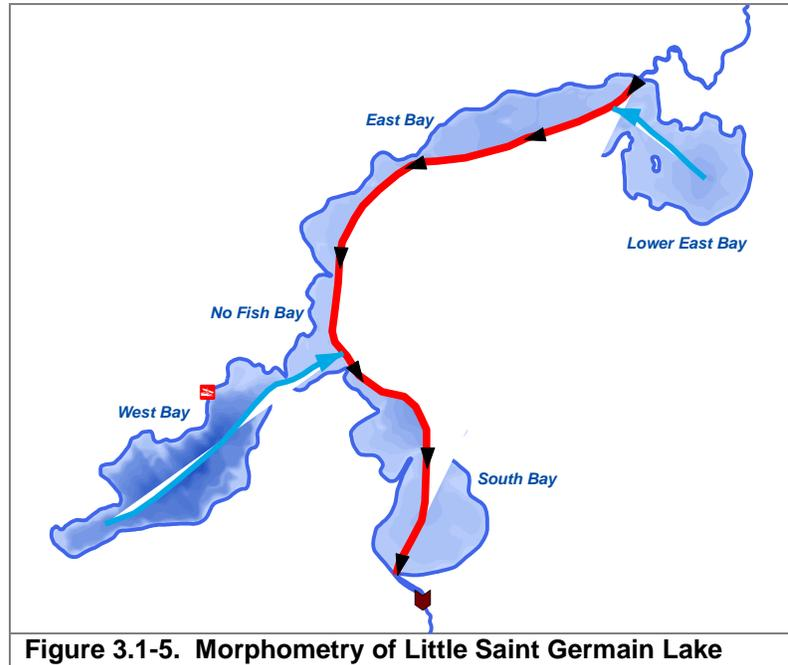 East Bay
Lower East Bay
No Fish Bay
West Bay
South Bay
Figure 3.1-5. Morphometry of Little Saint Germain Lake